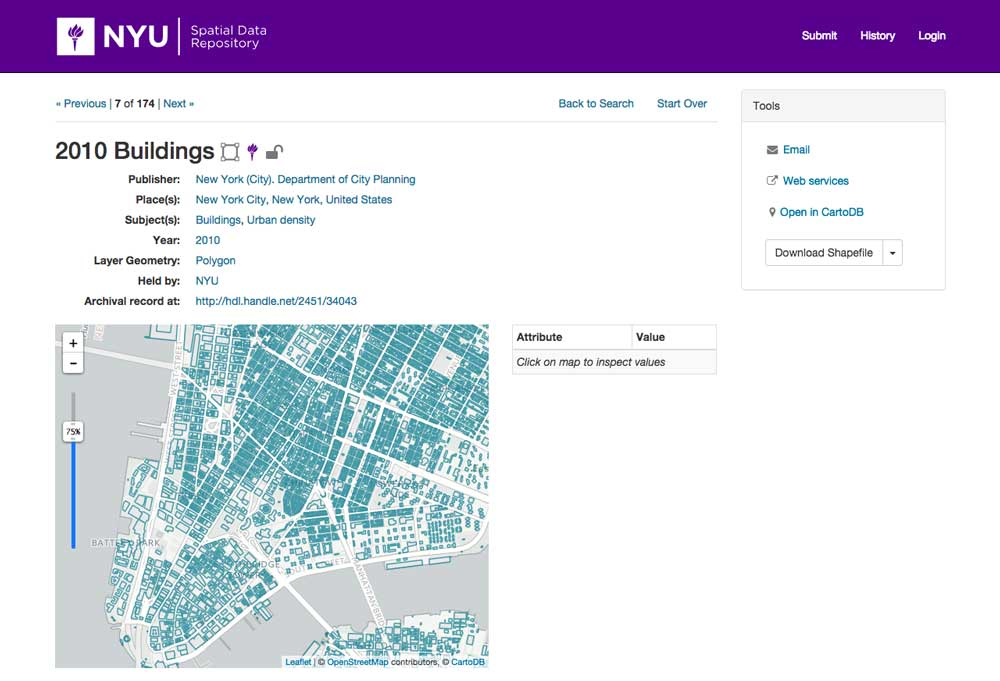 NYU
Spatial Data
Repository
Submit History Login
« Previous | 7 of 174 | Next »
Back to Search Start Over
Tools
Email
Web services
Open in CartoDB
Download Shapefile
2010 Buildings
Publisher: New York (City). Department of City Planning
Place(s): New York City, New York, United States
Subject(s): Buildings, Urban density
Year: 2010
Layer Geometry: Polygon
Held by: NYU
Archival record at: http://hdl.handle.net/2451/34043
+
−
75%
WEST STREET
Attribute Value
Click on map to inspect values
Leaflet | © OpenStreetMap contributors, © CartoDB